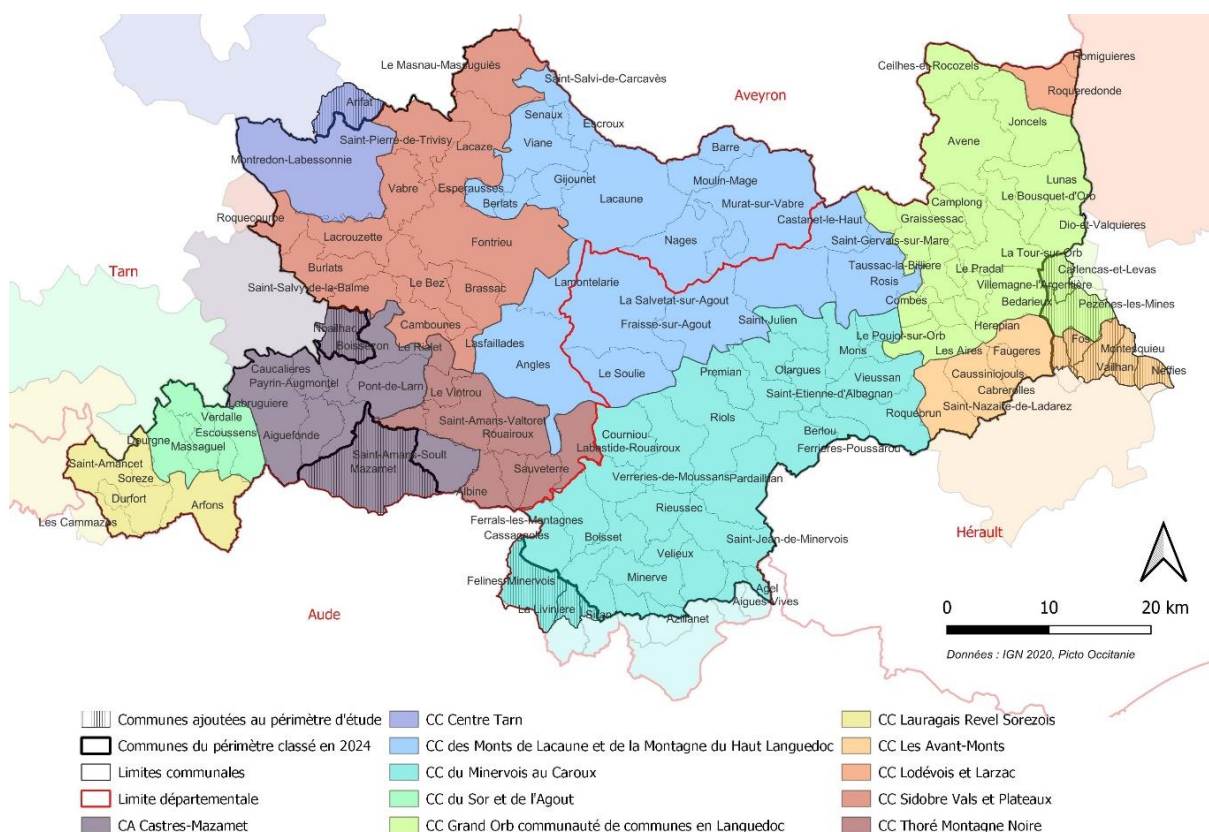 Le Masnau-Massuguiès
Saint-Salvi-de-Carcavès
Ceilhes-et-Rocozels
Romiguieres
Arifat
Aveyron
Roqueredonde
Senaux
Escroux
Joncels
Saint-Pierre-de-Trivisy
Lacaze
Viane
Barre
Avene
Montredon-Labessonnie
Vabre
Esperausses
Gijounet
Moulin-Mage
Lunas
Berlats
Lacaune
Murat-sur-Vabre
Camplong
Le Bousquet-d'Orb
Roquecourbe
Castanet-le-Haut
Graissessac
Dio-et-Valquieres
Lacrouzette
Fontrieu
Nages
Saint-Gervais-sur-Mare
La Tour-sur-Orb
Tarn
Burlats
Taussac-la-Billiere
Le Pradal
Carlencas-et-Levas
Saint-Salvy-de-la-Balme
Le Bez
Brassac
Lamontelarie
Rosis
Villemagne-l'Argentière
La Salvetat-sur-Agout
Combes
Bedarieux
Pezenes-les-Mines
Noailhac
Camboures
Fraisse-sur-Agout
Saint-Julien
Herepian
Boissezon
Le Rialet
Lasfaillades
Le Poujol-sur-Orb
Fos
Caucalieres
Mons
Les Aires
Faugeres
Montesquieu
Payrin-Augmontel
Pont-de-Larn
Angles
Le Soulie
Premian
Olargues
Vieussan
Caussiniojouls
Vailhan
Neffies
Labruguiere
Le Vintrou
Saint-Etienne-d'Albagnan
Cabrerolles
Verdalle
Saint-Amans-Valtoret
Riols
Roquebrun
Saint-Nazaire-de-Ladarez
Dourgne
Escoussens
Aiguefonde
Rouairoux
Courniou
Berlou
Massaguel
Saint-Amans-Soult
Labastide-Rouairoux
Ferrieres-Poussarou
Saint-Amancet
Mazamet
Sauveterre
Soreze
Verreries-de-Moussans
Pardailhan
Durfort
Arfons
Albine
Rieussec
Les Cammazes
Ferrals-les-Montagnes
Cassagnoles
Boisset
Saint-Jean-de-Minervois
Hérault
Velieux
Felines-Minervois
Minerve
Agel
Aigues-Vives
Aude
La Liviniere
Siran
Azillanet
0 10 20 km
Données : IGN 2020, Picto Occitanie
Communes ajoutées au périmètre d'étude
Communes du périmètre classé en 2024
Limites communales
Limite départementale
CA Castres-Mazamet
CC Centre Tarn
CC des Monts de Lacaune et de la Montagne du Haut Languedoc
CC du Minervois au Caroux
CC du Sor et de l'Agout
CC Grand Orb communauté de communes en Languedoc
CC Lauragais Revel Sorezois
CC Les Avant-Monts
CC Lodévois et Larzac
CC Sidobre Vals et Plateaux
CC Thoré Montagne Noire